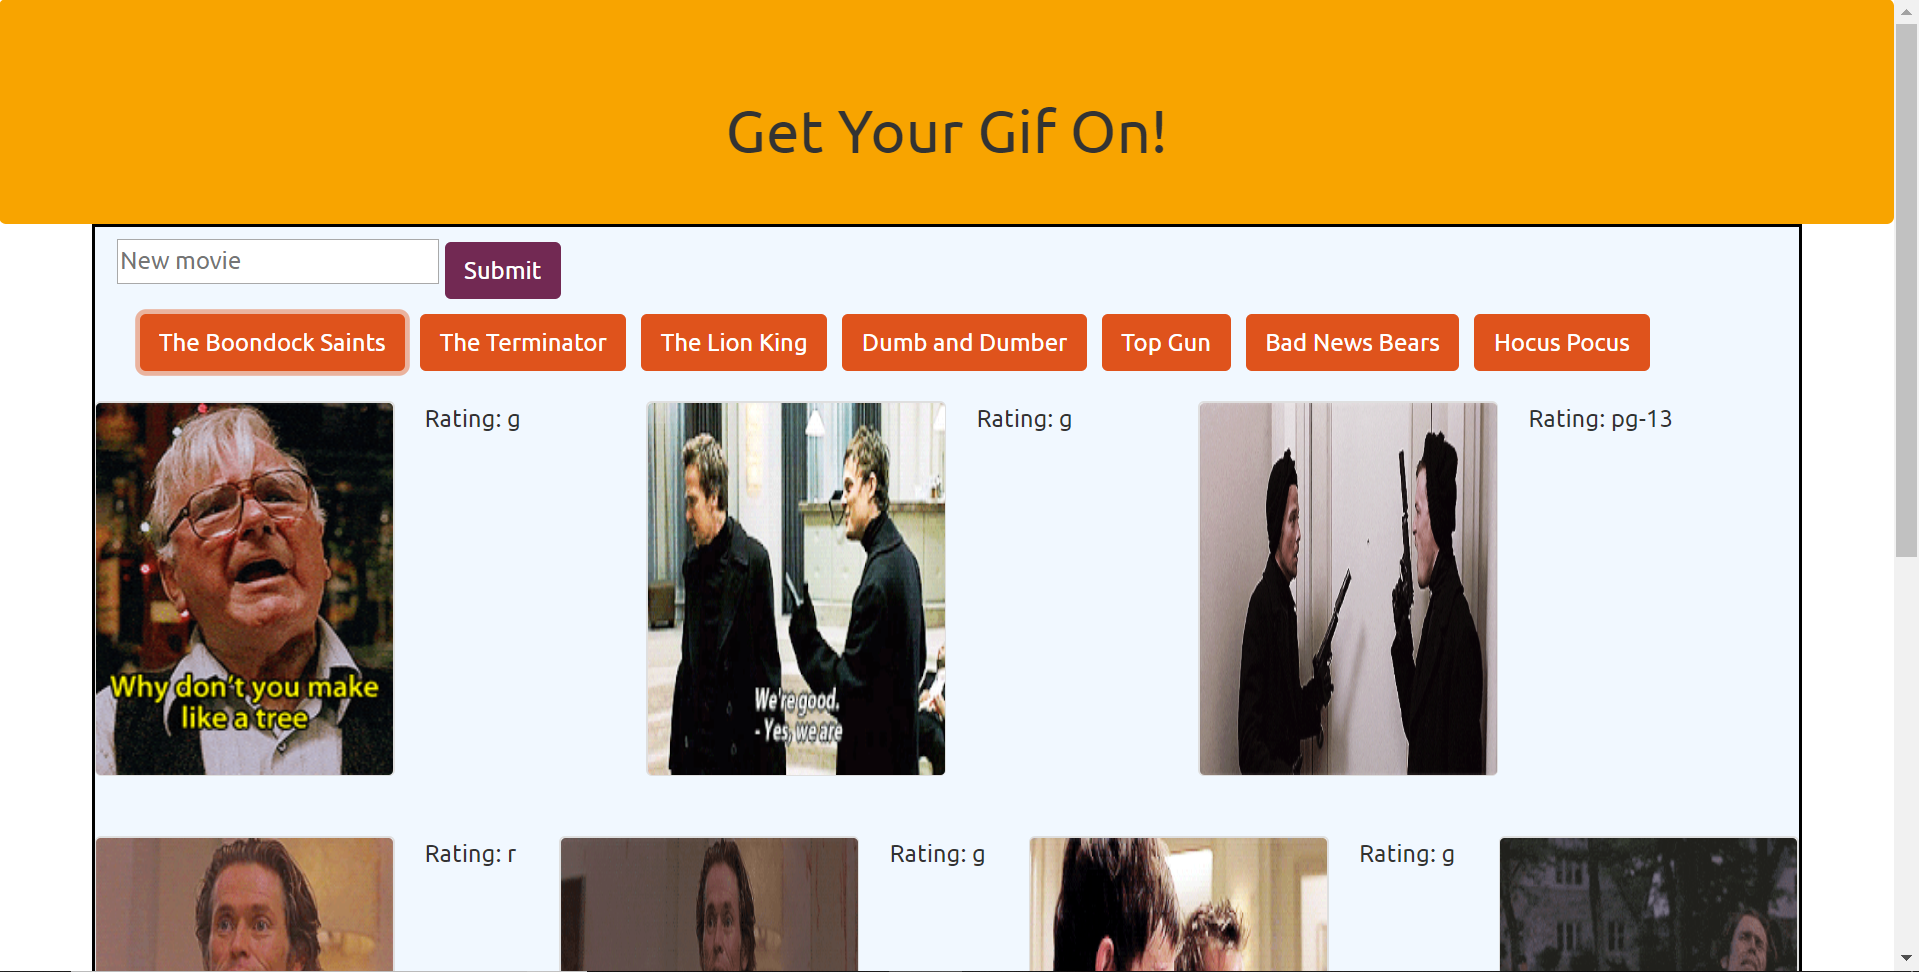 Get Your Gif On!
New movie
Submit
The Boondock Saints
The Terminator
The Lion King
Dumb and Dumber
Top Gun
Bad News Bears
Hocus Pocus
Why don't you make
like a tree
Rating: g
We're good.
- Yes, we are
Rating: g
Rating: pg-13
Rating: r
Rating: g
Rating: g